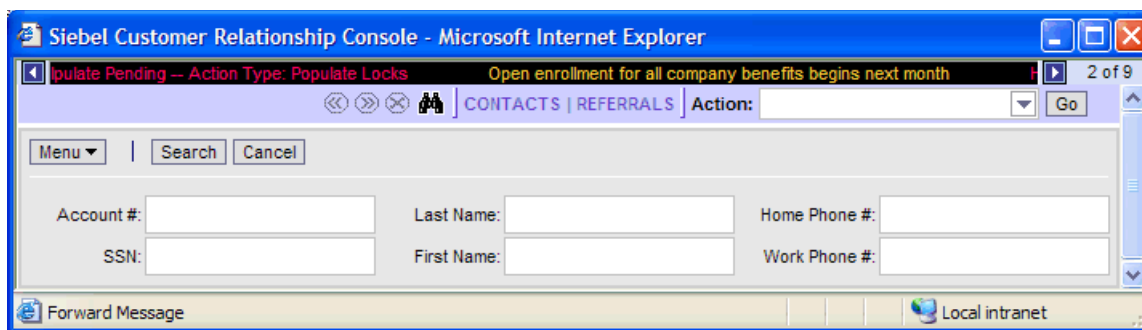 Siebel Customer Relationship Console - Microsoft Internet Explorer
lpulate Pending -- Action Type: Populate Locks Open enrollment for all company benefits begins next month H 2 of 9
CONTACTS | REFERRALS Action: Go
Menu Search Cancel
Account #: Last Name: Home Phone #:
SSN: First Name: Work Phone #:
Forward Message Local intranet